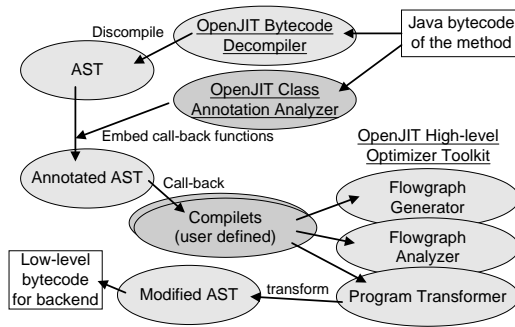 Discompile
OpenJIT Bytecode
Decompiler
Java bytecode
of the method
AST
OpenJIT Class
Annotation Analyzer
Embed call-back functions
OpenJIT High-level
Optimizer Toolkit
Annotated AST
Call-back
Flowgraph
Generator
Compilets
(user defined)
Flowgraph
Analyzer
Low-level
bytecode
for backend
Modified AST
transform
Program Transformer